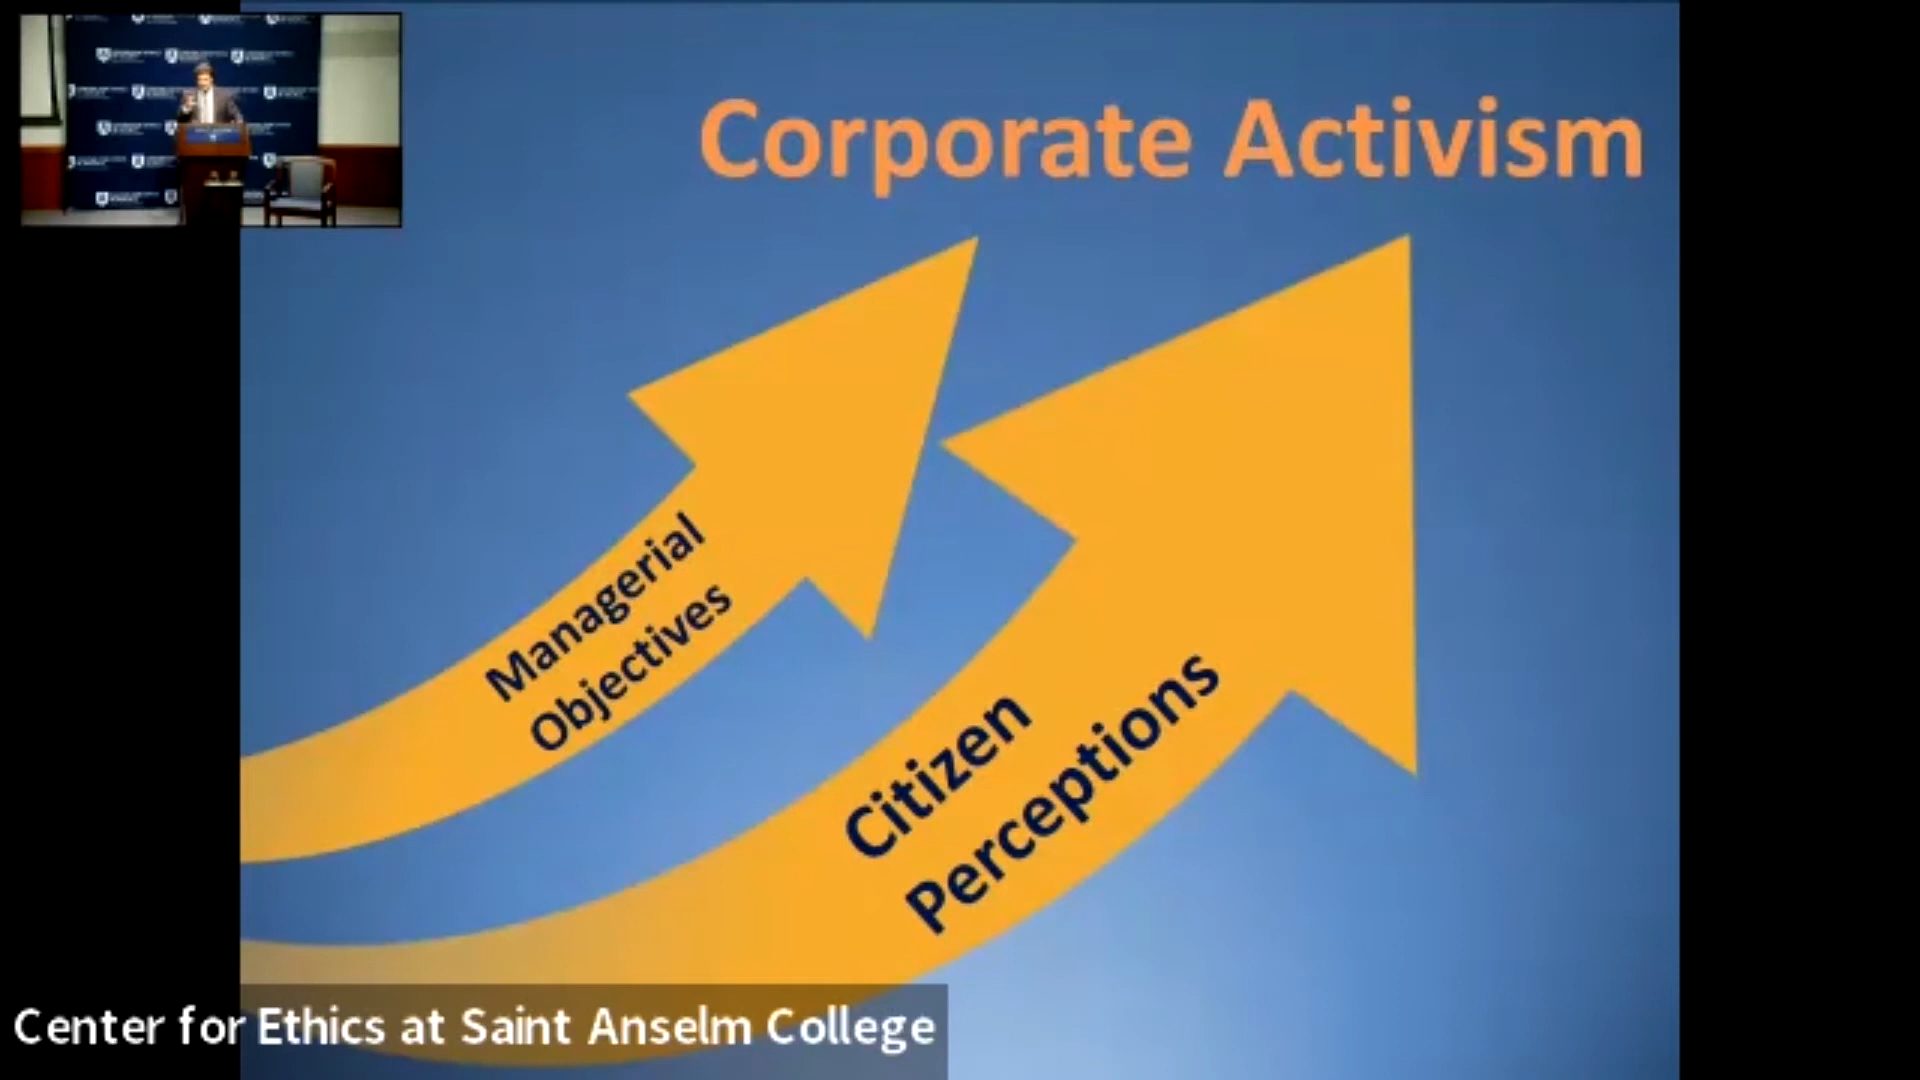 Corporate Activism
Managerial
Objectives
Citizen
Perceptions
Center for Ethics at Saint Anselm College